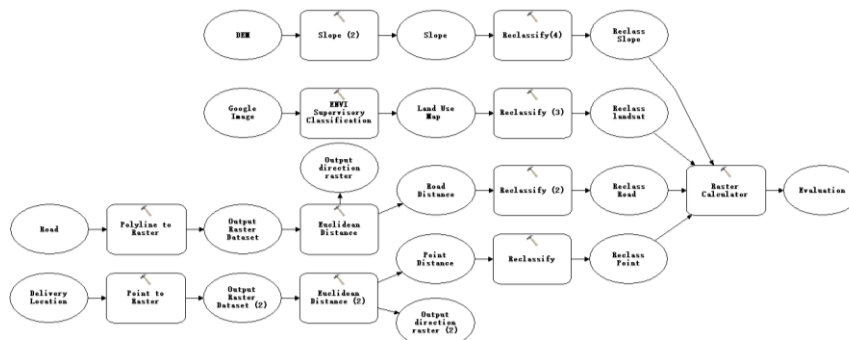 DEM
Slope (2)
Slope
Reclassify(4)
Reclass
Slope
Google
Image
ENVI
Supervisory
Classification
Land Use
Map
Reclassify (3)
Reclass
landsat
Output
direction
raster
Road
Distance
Reclassify (2)
Reclass
Road
Raster
Calculator
Evaluation
Road
Polyline to
Raster
Output
Raster
Dataset
Euclidean
Distance
Point
Distance
Reclassify
Reclass
Point
Delivery
Location
Point to
Raster
Output
Raster
Dataset (2)
Euclidean
Distance (2)
Output
direction
raster (2)